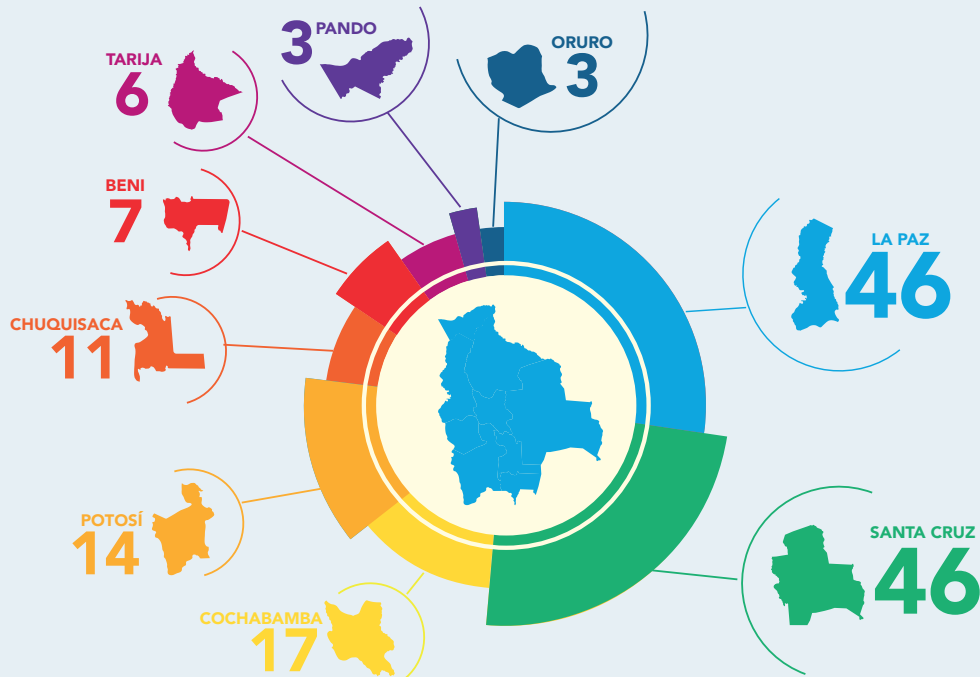 PANDO
3
ORURO
3
TARIJA
6
BENI
7
LA PAZ
46
CHUQUISACA
11
POTOSÍ
14
SANTA CRUZ
46
COCHABAMBA
17